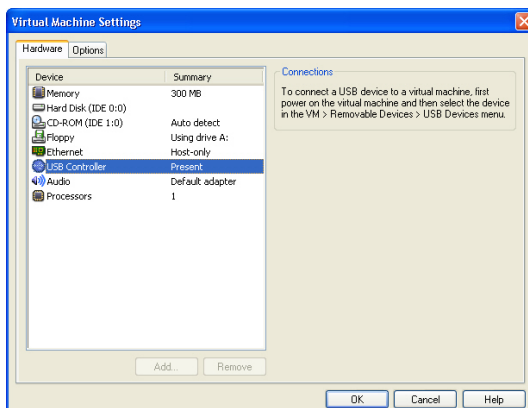 Virtual Machine Settings
Hardware Options
Device Summary
Memory 300 MB
Hard Disk (IDE 0:0)
CD-ROM (IDE 1:0) Auto detect
Floppy Using drive A:
Ethernet Host-only
USB Controller Present
Audio Default adapter
Processors 1
Connections
To connect a USB device to a virtual machine, first
power on the virtual machine and then select the device
in the VM > Removable Devices > USB Devices menu.
Add... Remove
OK Cancel Help